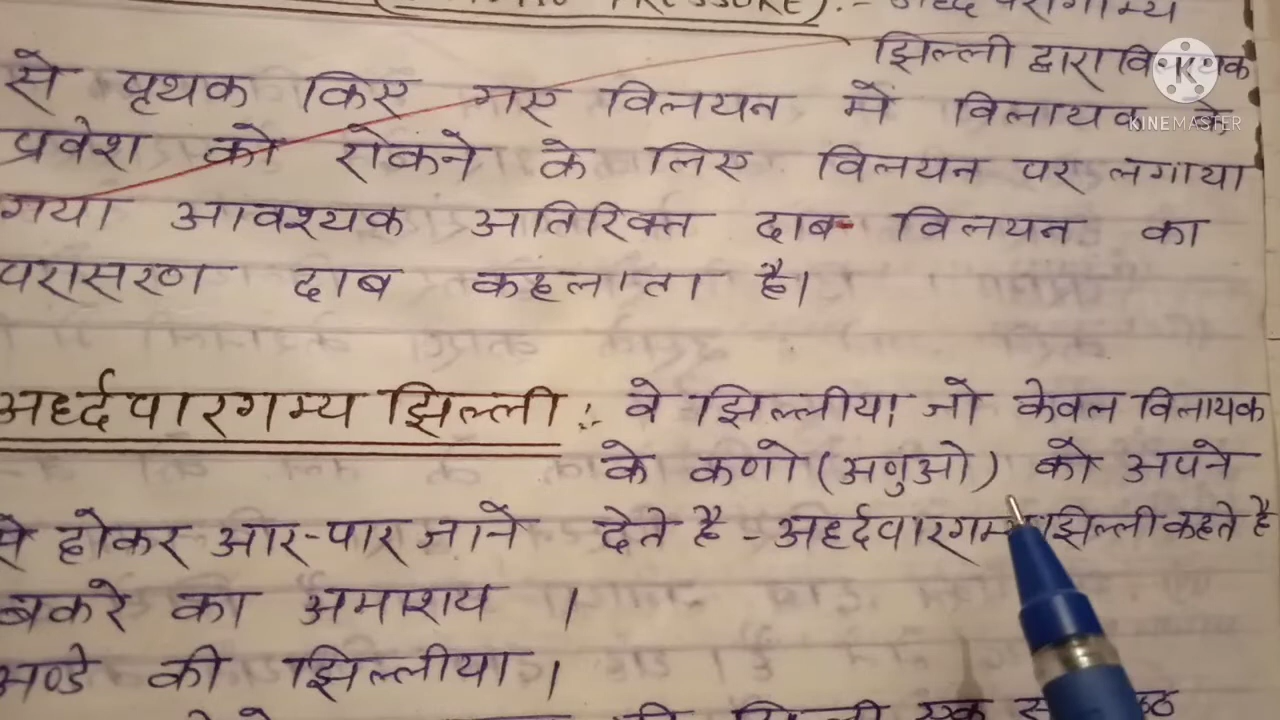 PRESSURE) :-
झिल्ली द्वारा
से पृथक किए गए विलयन में विलायक के
प्रवेश को रोकने के लिए विलयन पर लगाया
गया आवश्यक अतिरिक्त दाब विलयन का
परासरण दाब कहलाता है।
अर्द्धपारगम्य झिल्ली :- वे झिल्लीया जो केवल विलायक
के कणो (अणुओ) को अपने
से होकर आर-पार जाने देते है - अर्द्धपारगम्य झिल्ली कहते है
बकरे का अमाशय ।
अण्डे की झिल्लीया ।
KINEMASTER